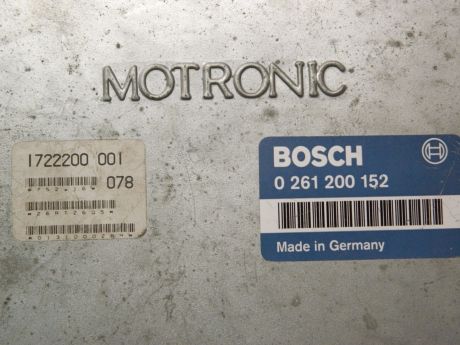 MOTRONIC
1722200 001
078
BOSCH
0 261 200 152
Made in Germany